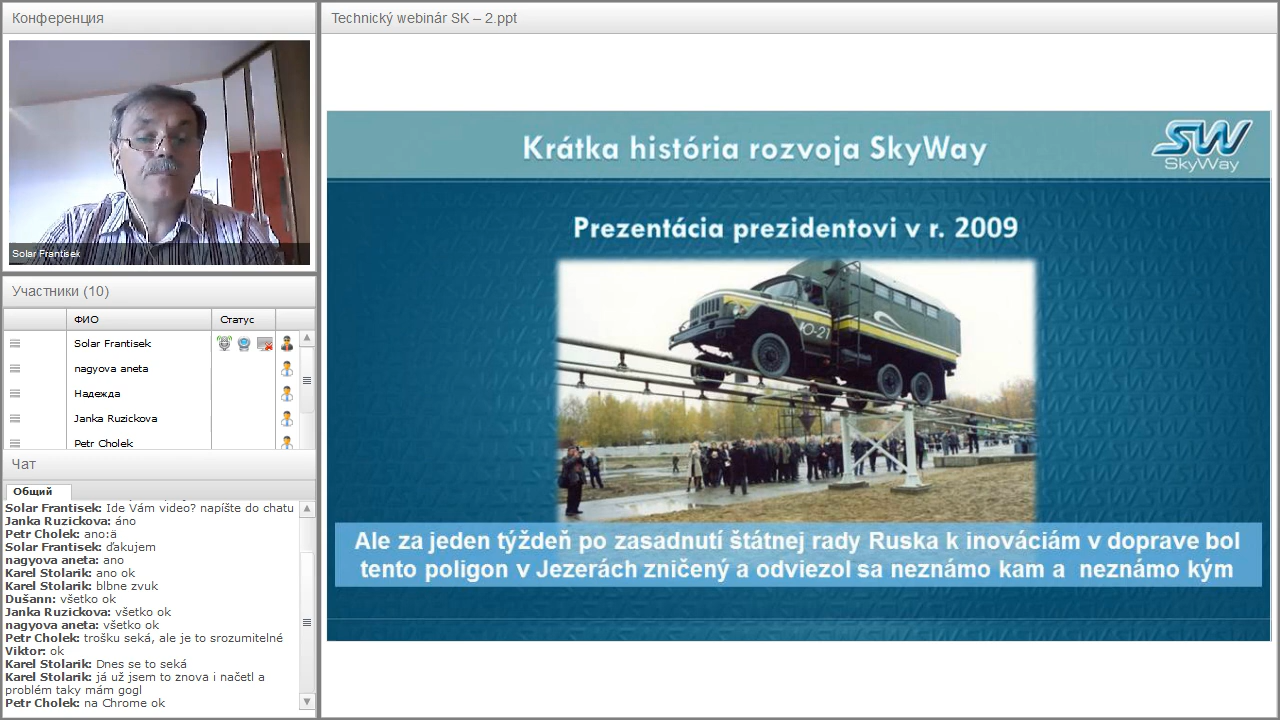 Конференция
Solar Frantisek
Участники (10)
ФИО
Статус
Solar Frantisek
nagyova aneta
Надежда
Janka Ruzickova
Petr Cholek
Чат
Общий
Solar Frantisek: Ide Vám video? napíšte do chatu
Janka Ruzickova: áno
Petr Cholek: ano:ä
Solar Frantisek: ďakujem
nagyova aneta: ano
Karel Stolarik: ano ok
Karel Stolarik: blbne zvuk
Dušann: všetko ok
Janka Ruzickova: všetko ok
nagyova aneta: všetko ok
Petr Cholek: trošku seká, ale je to srozumitelné
Viktor: ok
Karel Stolarik: Dnes se to seká
Karel Stolarik: já už jsem to znova i načetl a
problém taky mám gogl
Petr Cholek: na Chrome ok
Technický webinár SK – 2.ppt
Krátka história rozvoja SkyWay
SW
SkyWay
Prezentácia prezidentovi v r. 2009
Ю-21
Ale za jeden týždeň po zasadnutí štátnej rady Ruska k inováciám v doprave bol
tento poligon v Jezerách zničený a odviezol sa neznámo kam a  neznámo kým